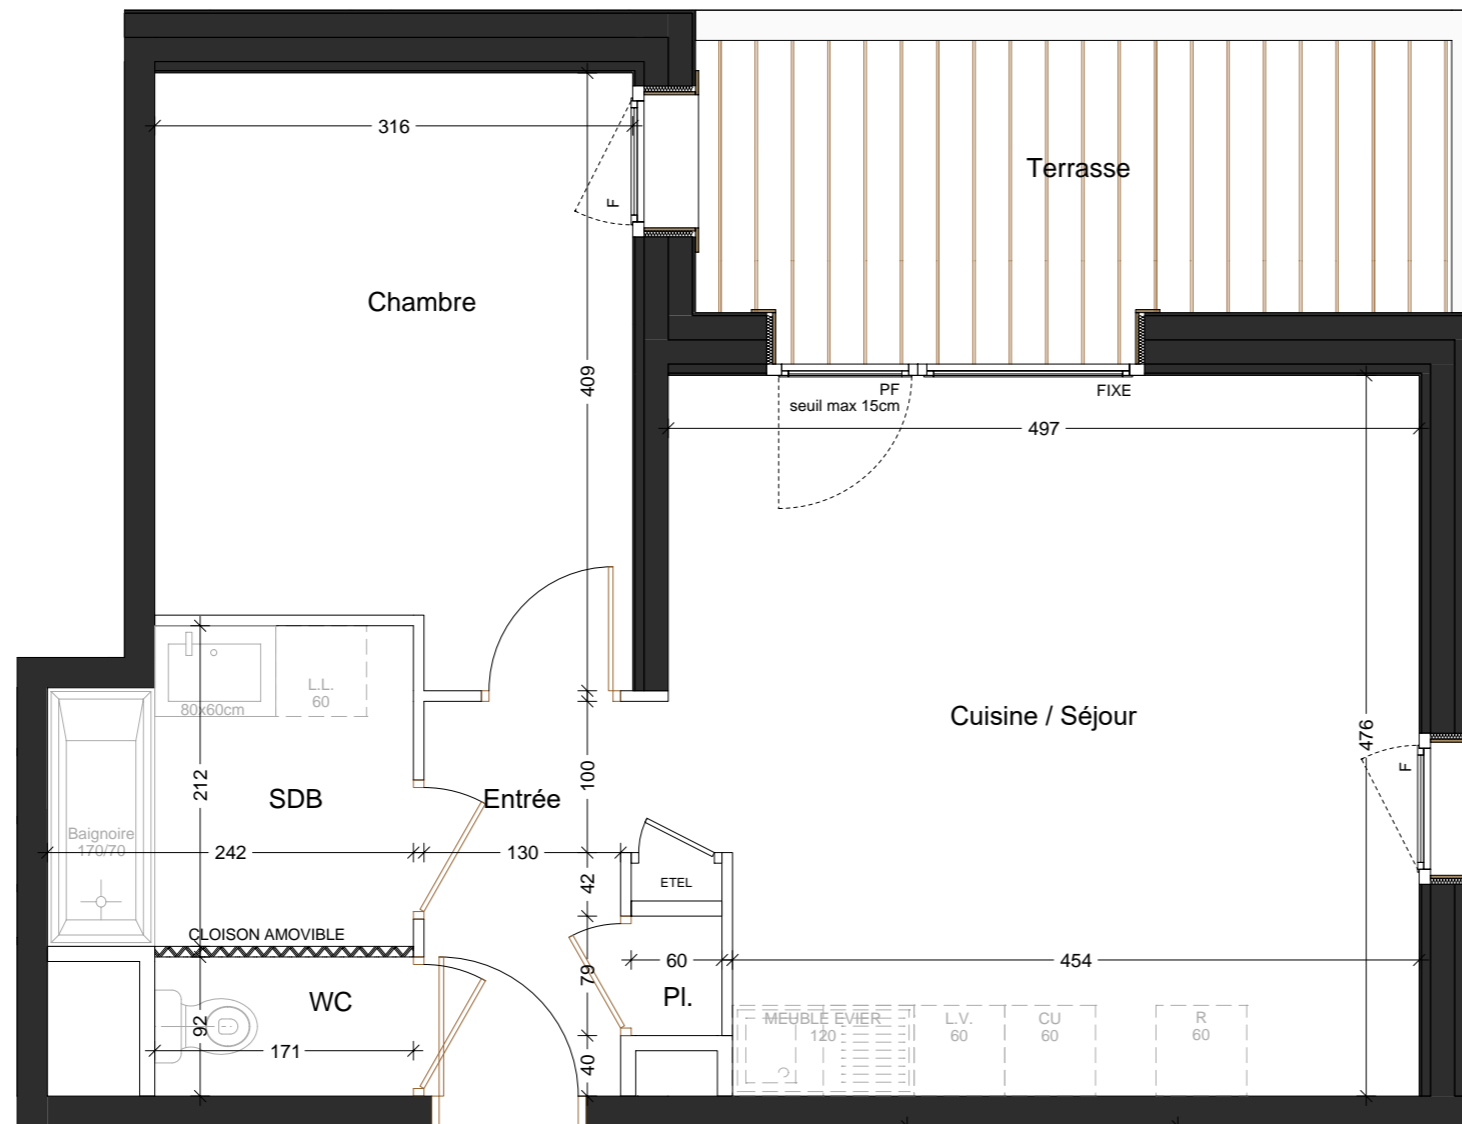 316
Terrasse
F
Chambre
409
PF
seuil max 15cm
FIXE
497
L.L.
60
80x60cm
Cuisine / Séjour
476
F
212
SDB
Entrée
100
Baignoire
170/70
242
130
42
ETEL
CLOISON AMOVIBLE
79
60
454
Pl.
WC
92
171
40
MEUBLE EVIER
120
L.V.
60
CU
60
R
60